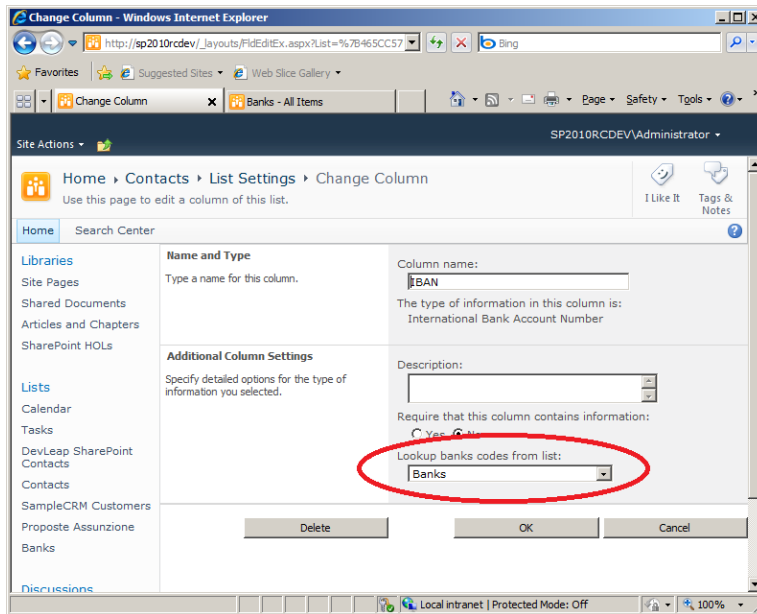 Change Column - Windows Internet Explorer
http://sp2010rcdev/_layouts/FldEditEx.aspx?List=%7B465CC57
Bing
Favorites
Suggested Sites
Web Slice Gallery
Change Column
Banks - All Items
Page
Safety
Tools
»
Site Actions
SP2010RCDEV\Administrator
Home
Contacts
List Settings
Change Column
Use this page to edit a column of this list.
I Like It
Tags &
Notes
Home
Search Center
Libraries
Site Pages
Shared Documents
Articles and Chapters
SharePoint HOLs
Lists
Calendar
Tasks
DevLeap SharePoint
Contacts
Contacts
SampleCRM Customers
Proposte Assunzione
Banks
Discussions
Name and Type
Type a name for this column.
Column name:
IBAN
The type of information in this column is:
International Bank Account Number
Additional Column Settings
Specify detailed options for the type of
information you selected.
Description:
Require that this column contains information:
Yes No
Lookup banks codes from list:
Banks
Delete
OK
Cancel
Local intranet | Protected Mode: Off
100%